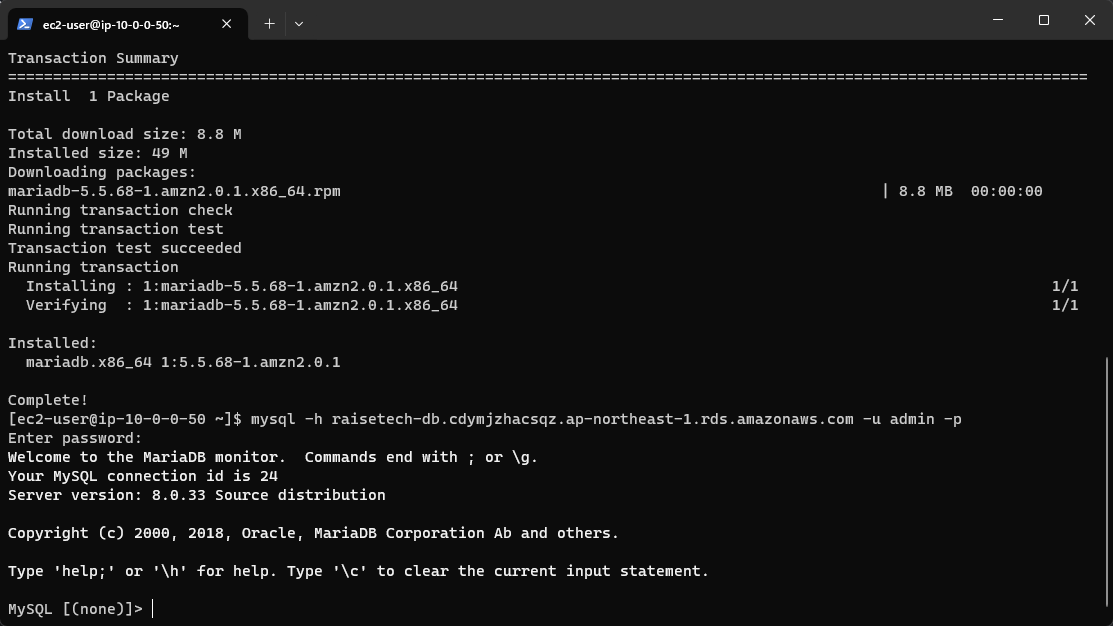 ec2-user@ip-10-0-0-50:~
Transaction Summary
========================================================================================================================
Install  1 Package
Total download size: 8.8 M
Installed size: 49 M
Downloading packages:
mariadb-5.5.68-1.amzn2.0.1.x86_64.rpm | 8.8 MB  00:00:00
Running transaction check
Running transaction test
Transaction test succeeded
Running transaction
  Installing : 1:mariadb-5.5.68-1.amzn2.0.1.x86_64 1/1
  Verifying  : 1:mariadb-5.5.68-1.amzn2.0.1.x86_64 1/1
Installed:
  mariadb.x86_64 1:5.5.68-1.amzn2.0.1
Complete!
[ec2-user@ip-10-0-0-50 ~]$ mysql -h raisetech-db.cdymjzhacsqz.ap-northeast-1.rds.amazonaws.com -u admin -p
Enter password:
Welcome to the MariaDB monitor.  Commands end with ; or \g.
Your MySQL connection id is 24
Server version: 8.0.33 Source distribution
Copyright (c) 2000, 2018, Oracle, MariaDB Corporation Ab and others.
Type 'help;' or '\h' for help. Type '\c' to clear the current input statement.
MySQL [(none)]>